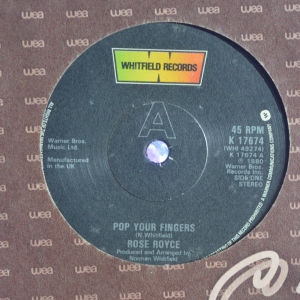 wea wea wea wea wea
WHITFIELD RECORDS
A
Warner Bros.
Music Ltd.
Manufactured
in the UK
45 RPM
K 17674
(WHI 49274)
K 17674 A
℗ 1980
Warner Bros.
Records Inc.
SIDE ONE
STEREO
POP YOUR FINGERS
(N. Whitfield)
ROSE ROYCE
Produced and Arranged by
Norman Whitfield
wea wea wea